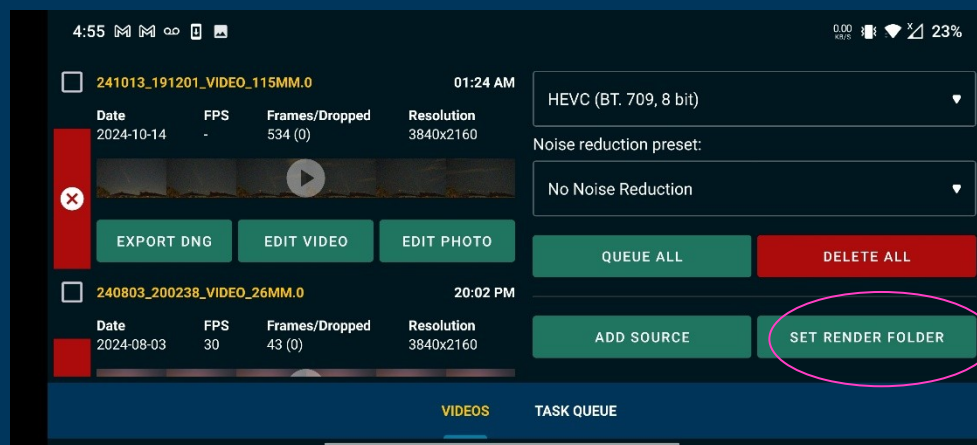 4:55
0.00
KB/S
X
23%
241013_191201_VIDEO_115MM.0 01:24 AM
Date FPS Frames/Dropped Resolution
2024-10-14 - 534 (0) 3840x2160
EXPORT DNG EDIT VIDEO EDIT PHOTO
240803_200238_VIDEO_26MM.0 20:02 PM
Date FPS Frames/Dropped Resolution
2024-08-03 30 43 (0) 3840x2160
HEVC (BT. 709, 8 bit)
Noise reduction preset:
No Noise Reduction
QUEUE ALL DELETE ALL
ADD SOURCE SET RENDER FOLDER
VIDEOS TASK QUEUE